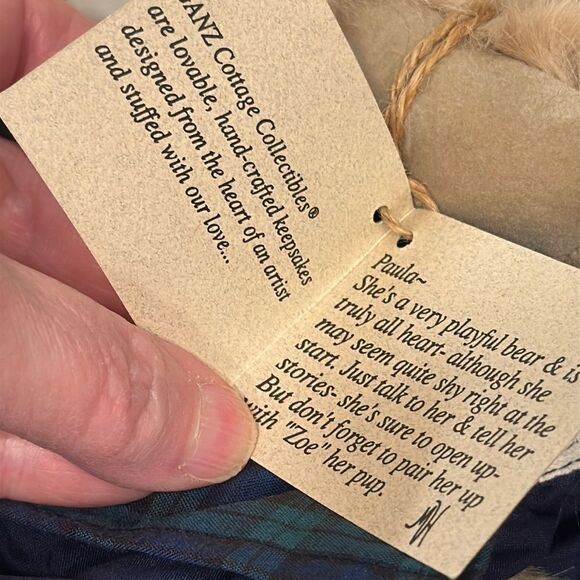 GANZ Cottage Collectibles®
are lovable, hand-crafted keepsakes
designed from the heart of an artist
and stuffed with our love...
Paula~
She's a very playful bear & is
truly all heart- although she
may seem quite shy right at the
start. Just talk to her & tell her
stories- she's sure to open up-
But don't forget to pair her up
with "Zoe" her pup.